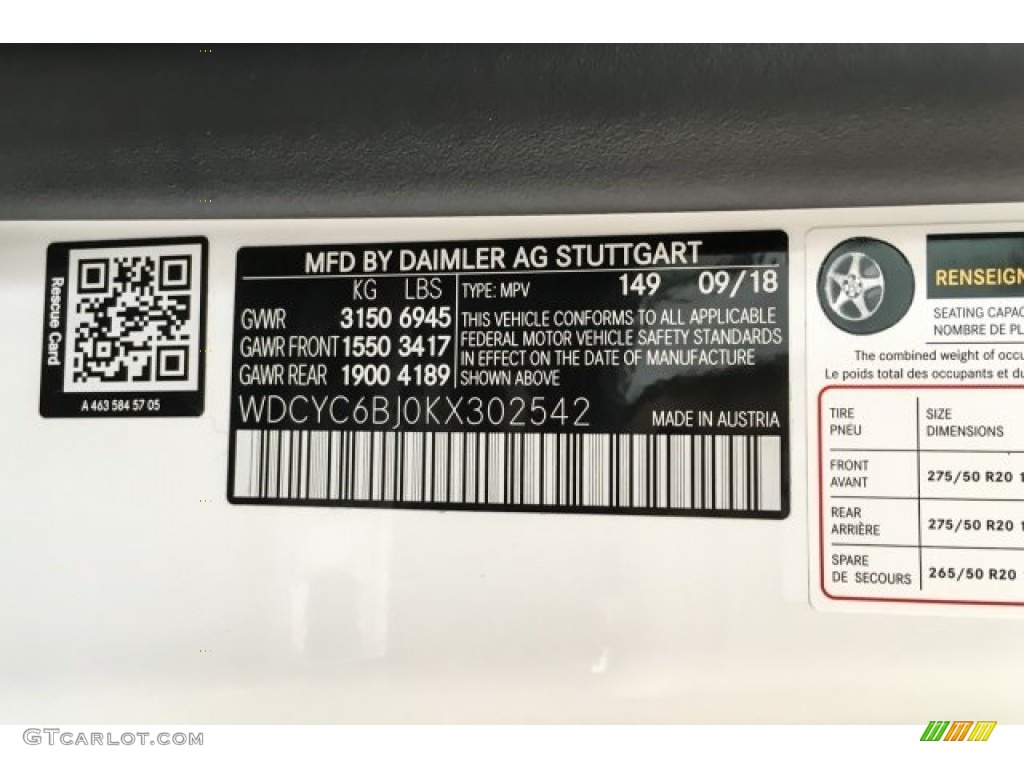 Rescue Card
A 463 584 57 05
MFD BY DAIMLER AG STUTTGART
KG LBS
TYPE: MPV 149 09/18
GWWR 3150 6945
GAWR FRONT 1550 3417
GAWR REAR 1900 4189
THIS VEHICLE CONFORMS TO ALL APPLICABLE
FEDERAL MOTOR VEHICLE SAFETY STANDARDS
IN EFFECT ON THE DATE OF MANUFACTURE
SHOWN ABOVE
WDCYC6BJ0KX302542
MADE IN AUSTRIA
RENSEIGN
SEATING CAPAC
NOMBRE DE PL
The combined weight of occu
Le poids total des occupants et du
TIRE SIZE
PNEU DIMENSIONS
FRONT
AVANT 275/50 R20 1
REAR
ARRIÈRE 275/50 R20 1
SPARE
DE SECOURS 265/50 R20
GTCARLOT.COM